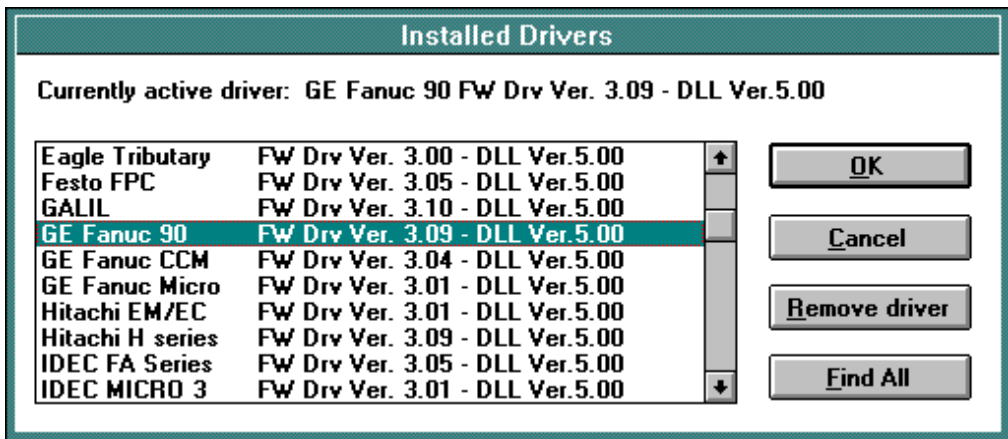 Installed Drivers
Currently active driver: GE Fanuc 90 FW Drv Ver. 3.09 - DLL Ver.5.00
Eagle Tributary FW Drv Ver. 3.00 - DLL Ver.5.00
Festo FPC FW Drv Ver. 3.05 - DLL Ver.5.00
GALIL FW Drv Ver. 3.10 - DLL Ver.5.00
GE Fanuc 90 FW Drv Ver. 3.09 - DLL Ver.5.00
GE Fanuc CCM FW Drv Ver. 3.04 - DLL Ver.5.00
GE Fanuc Micro FW Drv Ver. 3.01 - DLL Ver.5.00
Hitachi EM/EC FW Drv Ver. 3.01 - DLL Ver.5.00
Hitachi H series FW Drv Ver. 3.09 - DLL Ver.5.00
IDEC FA Series FW Drv Ver. 3.05 - DLL Ver.5.00
IDEC MICRO 3 FW Drv Ver. 3.01 - DLL Ver.5.00
OK
Cancel
Remove driver
Find All